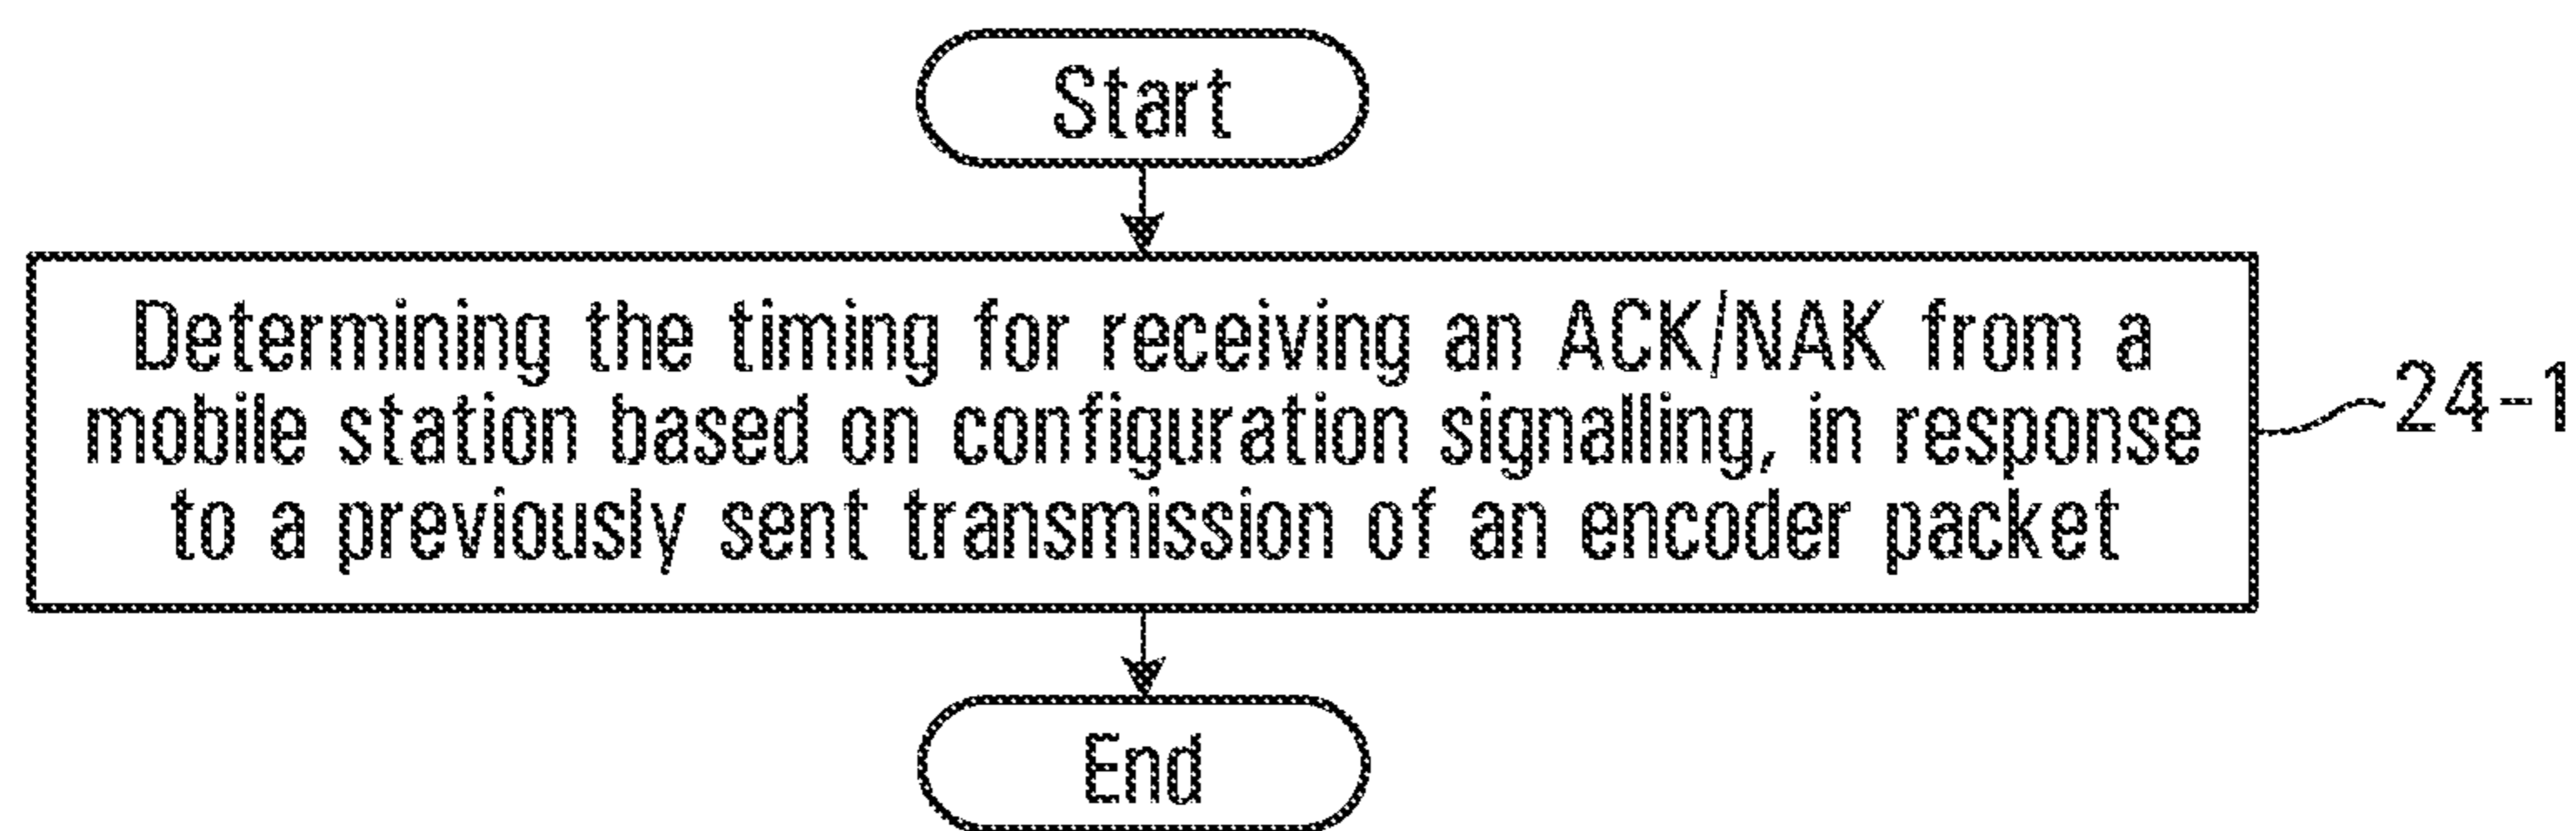 Start
Determining the timing for receiving an ACK/NAK from a
mobile station based on configuration signalling, in response
to a previously sent transmission of an encoder packet
24-1
End